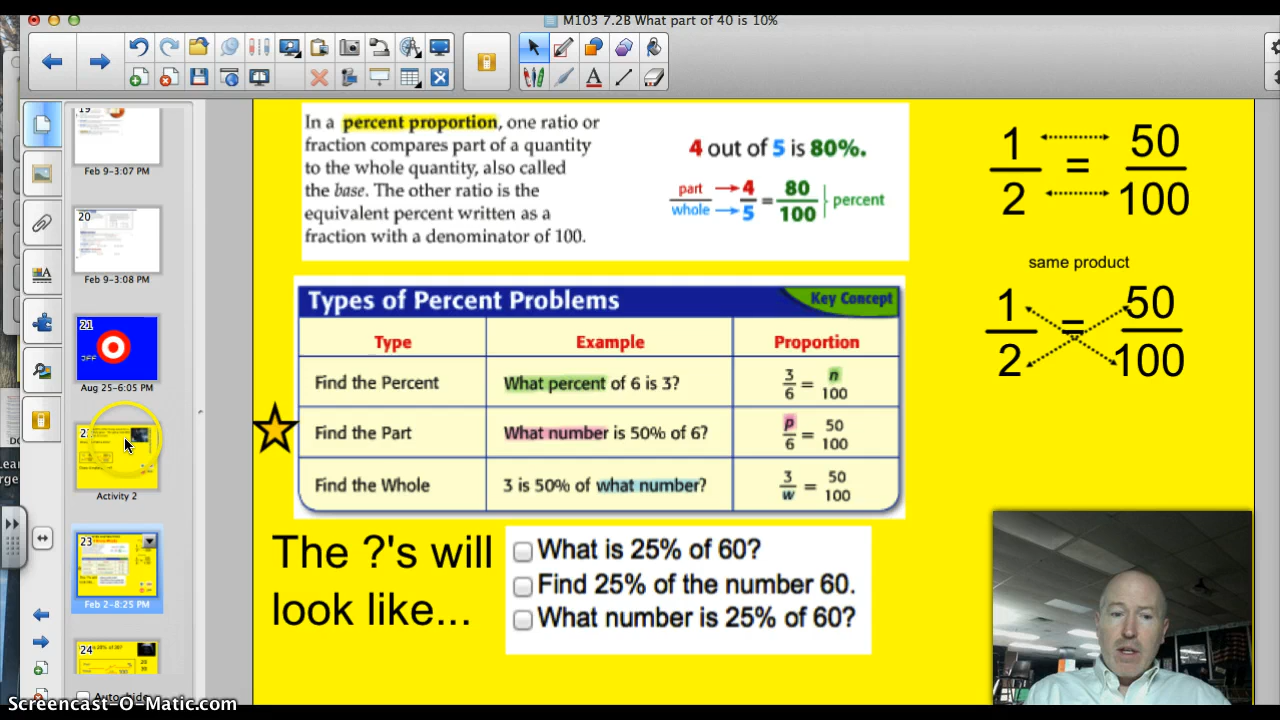 M103 7.2B What part of 40 is 10%
19
Feb 9-3:07 PM
20
Feb 9-3:08 PM
21
Aug 25-6:05 PM
Activity 2
23
Feb 2-8:25 PM
24
In a percent proportion, one ratio or
fraction compares part of a quantity
to the whole quantity, also called
the base. The other ratio is the
equivalent percent written as a
fraction with a denominator of 100.
4 out of 5 is 80%.
part → 4 80
whole → 5 = 100 } percent
1 50
=
2 100
same product
1 50
=
2 100
Types of Percent Problems
Key Concept
Type Example Proportion
Find the Percent What percent of 6 is 3? 3/6 = n/100
Find the Part What number is 50% of 6? p/6 = 50/100
Find the Whole 3 is 50% of what number? 3/w = 50/100
The ?'s will
look like...
What is 25% of 60?
Find 25% of the number 60.
What number is 25% of 60?
Screencast-O-Matic.com